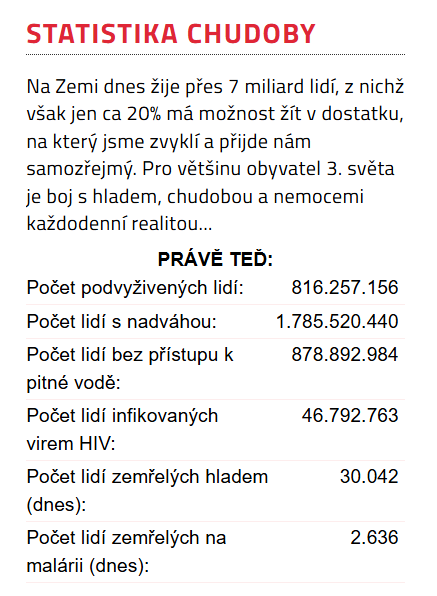 STATISTIKA CHUDOBY
Na Zemi dnes žije přes 7 miliard lidí, z nichž
však jen ca 20% má možnost žít v dostatku,
na který jsme zvyklí a přijde nám
samozřejmý. Pro většinu obyvatel 3. světa
je boj s hladem, chudobou a nemocemi
každodenní realitou...
PRÁVĚ TEĎ:
Počet podvyživených lidí: 816.257.156
Počet lidí s nadváhou: 1.785.520.440
Počet lidí bez přístupu k 878.892.984
pitné vodě:
Počet lidí infikovaných 46.792.763
virem HIV:
Počet lidí zemřelých hladem 30.042
(dnes):
Počet lidí zemřelých na 2.636
malárii (dnes):